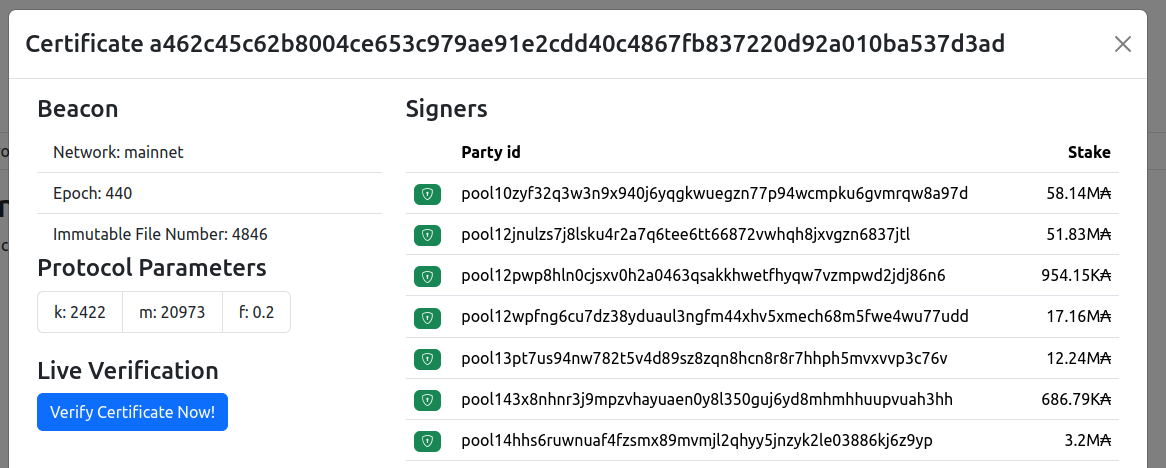 Certificate a462c45c62b8004ce653c979ae91e2cdd40c4867fb837220d92a010ba537d3ad
Beacon
Network: mainnet
Epoch: 440
Immutable File Number: 4846
Protocol Parameters
k: 2422 m: 20973 f: 0.2
Live Verification
Verify Certificate Now!
Signers
Party id Stake
pool10zyf32q3w3n9x940j6yqgkwuegzn77p94wcmpku6gvmrqw8a97d 58.14M₳
pool12jnulzs7j8lsku4r2a7q6tee6tt66872vwhqh8jxvgzn6837jtl 51.83M₳
pool12pwp8hln0cjsxv0h2a0463qsakkhwetfhyqw7vzmpwd2jdj86n6 954.15K₳
pool12wpfng6cu7dz38yduaul3ngfm44xhv5xmech68m5fwe4wu77udd 17.16M₳
pool13pt7us94nw782t5v4d89sz8zqn8hcn8r8r7hhph5mvxvvp3c76v 12.24M₳
pool143x8nhnr3j9mpzvhayuaen0y8l350guj6yd8mhmhhuupvuah3hh 686.79K₳
pool14hhs6ruwnuaf4fzsmx89mvmjl2qhyy5jnzyk2le03886kj6z9yp 3.2M₳